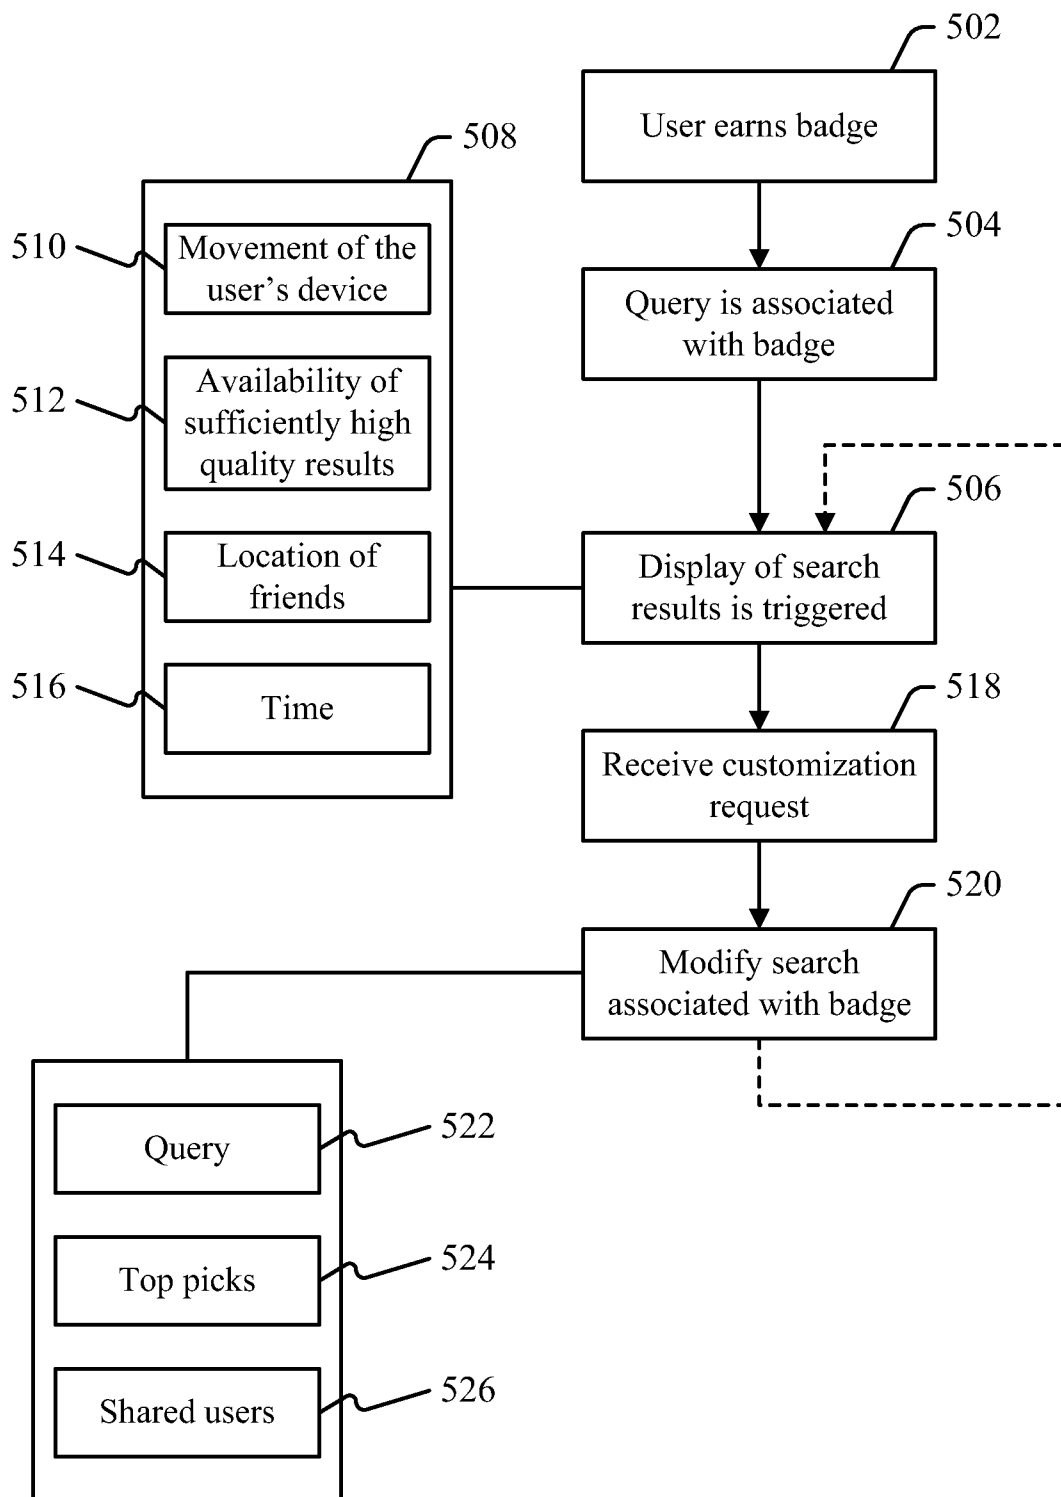 502
User earns badge
508
504
510
Movement of the
user's device
Query is associated
with badge
512
Availability of
sufficiently high
quality results
506
514
Location of
friends
Display of search
results is triggered
516
Time
518
Receive customization
request
520
Modify search
associated with badge
522
Query
524
Top picks
526
Shared users